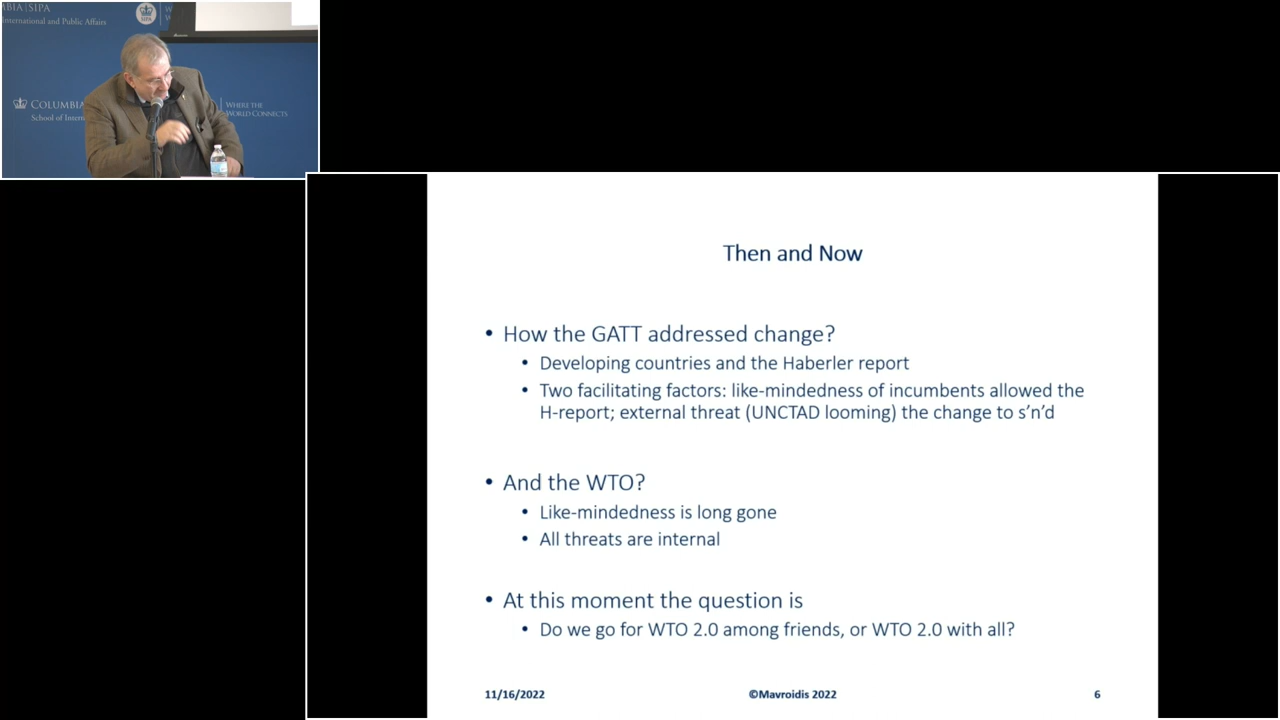 MBIA | SIPA
International and Public Affairs
SIPA
W
COLUMBIA
School of Intern
WHERE THE
WORLD CONNECTS
Then and Now
• How the GATT addressed change?
• Developing countries and the Haberler report
• Two facilitating factors: like-mindedness of incumbents allowed the
H-report; external threat (UNCTAD looming) the change to s’n’d
• And the WTO?
• Like-mindedness is long gone
• All threats are internal
• At this moment the question is
• Do we go for WTO 2.0 among friends, or WTO 2.0 with all?
11/16/2022
©Mavroidis 2022
6